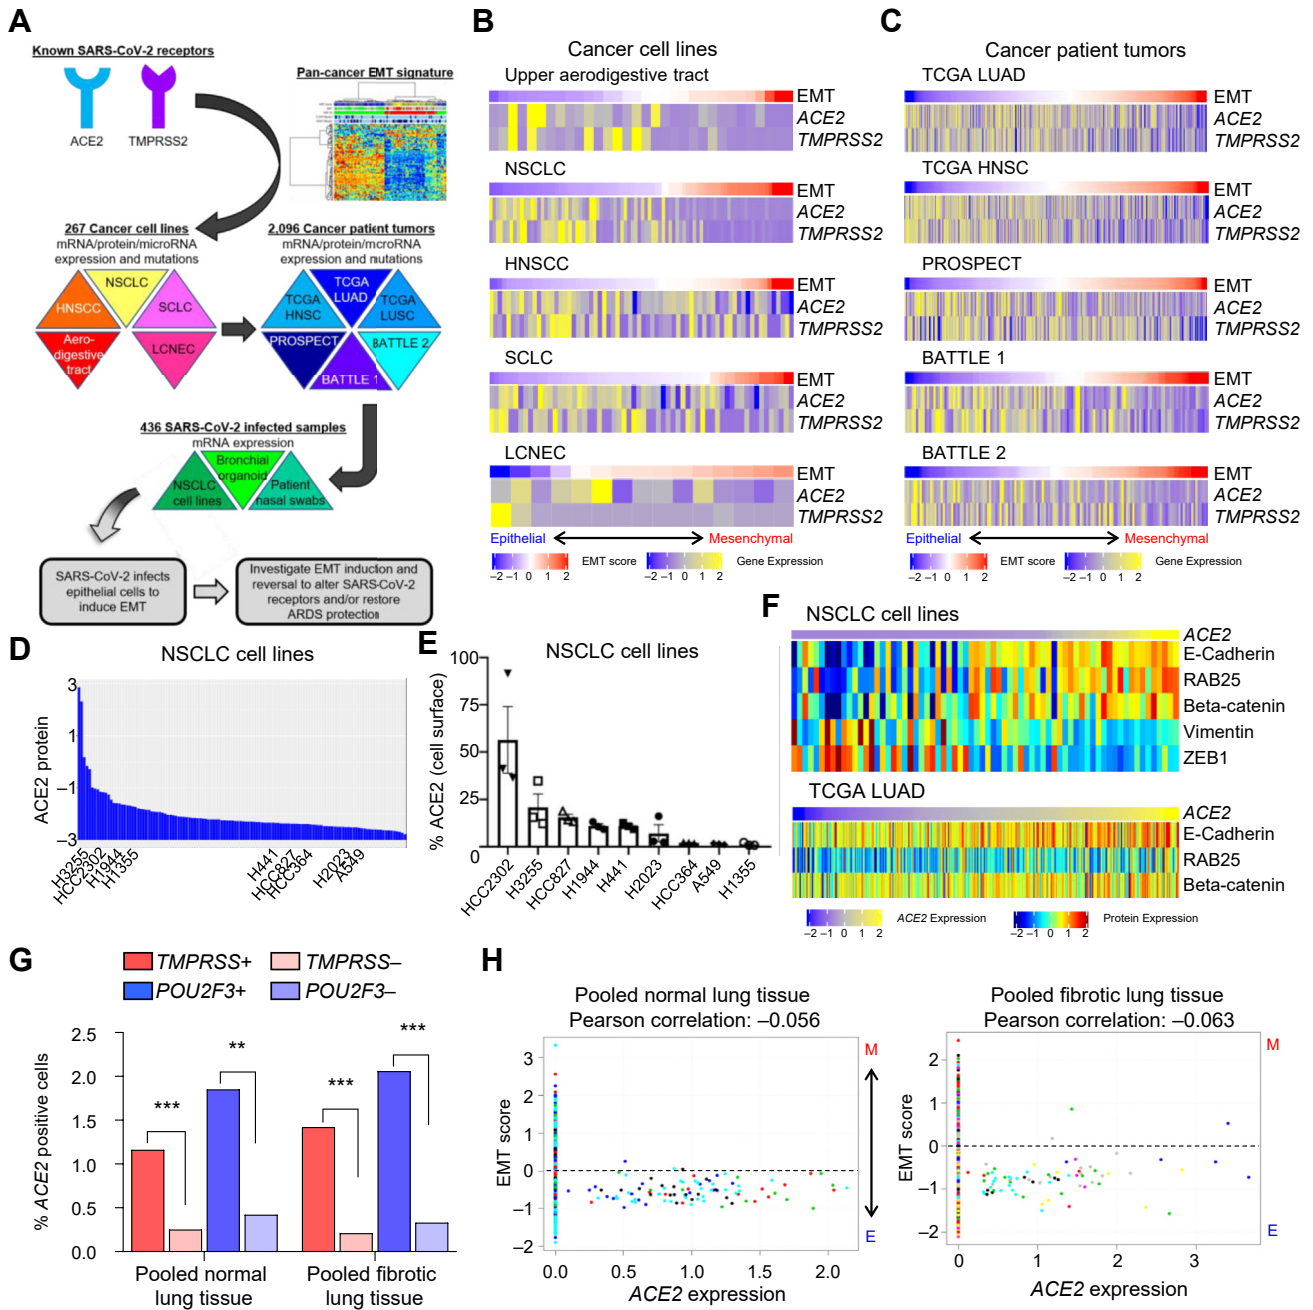 A
Known SARS-CoV-2 receptors
ACE2
TMPRSS2
Pan-cancer EMT signature
267 Cancer cell lines
mRNA/protein/microRNA
expression and mutations
NSCLC
HNSCC
SCLC
Aero-
digestive
tract
LCNEC
2,096 Cancer patient tumors
mRNA/protein/mcroRNA
expression and mutations
TCGA
LUAD
TCGA
HNSC
TCGA
LUSC
PROSPECT
BATTLE 2
BATTLE 1
436 SARS-CoV-2 infected samples
mRNA expression
Bronchial
organoid
NSCLC
cell lines
Patient
nasal swabs
SARS-CoV-2 infects
epithelial cells to
induce EMT
Investigate EMT induction and
reversal to alter SARS-CoV-2
receptors and/or restore
ARDS protection
B
Cancer cell lines
Upper aerodigestive tract
EMT
ACE2
TMPRSS2
NSCLC
EMT
ACE2
TMPRSS2
HNSCC
EMT
ACE2
TMPRSS2
SCLC
EMT
ACE2
TMPRSS2
LCNEC
EMT
ACE2
TMPRSS2
Epithelial
Mesenchymal
EMT score
–2 –1 0 1 2
Gene Expression
–2 –1 0 1 2
C
Cancer patient tumors
TCGA LUAD
EMT
ACE2
TMPRSS2
TCGA HNSC
EMT
ACE2
TMPRSS2
PROSPECT
EMT
ACE2
TMPRSS2
BATTLE 1
EMT
ACE2
TMPRSS2
BATTLE 2
EMT
ACE2
TMPRSS2
Epithelial
Mesenchymal
EMT score
–2 –1 0 1 2
Gene Expression
–2 –1 0 1 2
D
NSCLC cell lines
ACE2 protein
3
1
–1
–3
H3255
HCC2302
H1944
H1355
H441
HCC827
HCC364
H2023
A549
E
NSCLC cell lines
% ACE2 (cell surface)
100
75
50
25
0
HCC2302
H3255
HCC827
H1944
H441
H2023
HCC364
A549
H1355
F
NSCLC cell lines
ACE2
E-Cadherin
RAB25
Beta-catenin
Vimentin
ZEB1
TCGA LUAD
ACE2
E-Cadherin
RAB25
Beta-catenin
ACE2 Expression
–2 –1 0 1 2
Protein Expression
–2 –1 0 1 2
G
TMPRSS+
TMPRSS–
POU2F3+
POU2F3–
% ACE2 positive cells
2.5
2.0
1.5
1.0
0.5
0.0
***
**
***
***
Pooled normal
lung tissue
Pooled fibrotic
lung tissue
H
Pooled normal lung tissue
Pearson correlation: –0.056
EMT score
3
2
1
0
–1
–2
0.0 0.5 1.0 1.5 2.0
ACE2 expression
M
E
Pooled fibrotic lung tissue
Pearson correlation: –0.063
EMT score
2
1
0
–1
–2
0 1 2 3
ACE2 expression
M
E